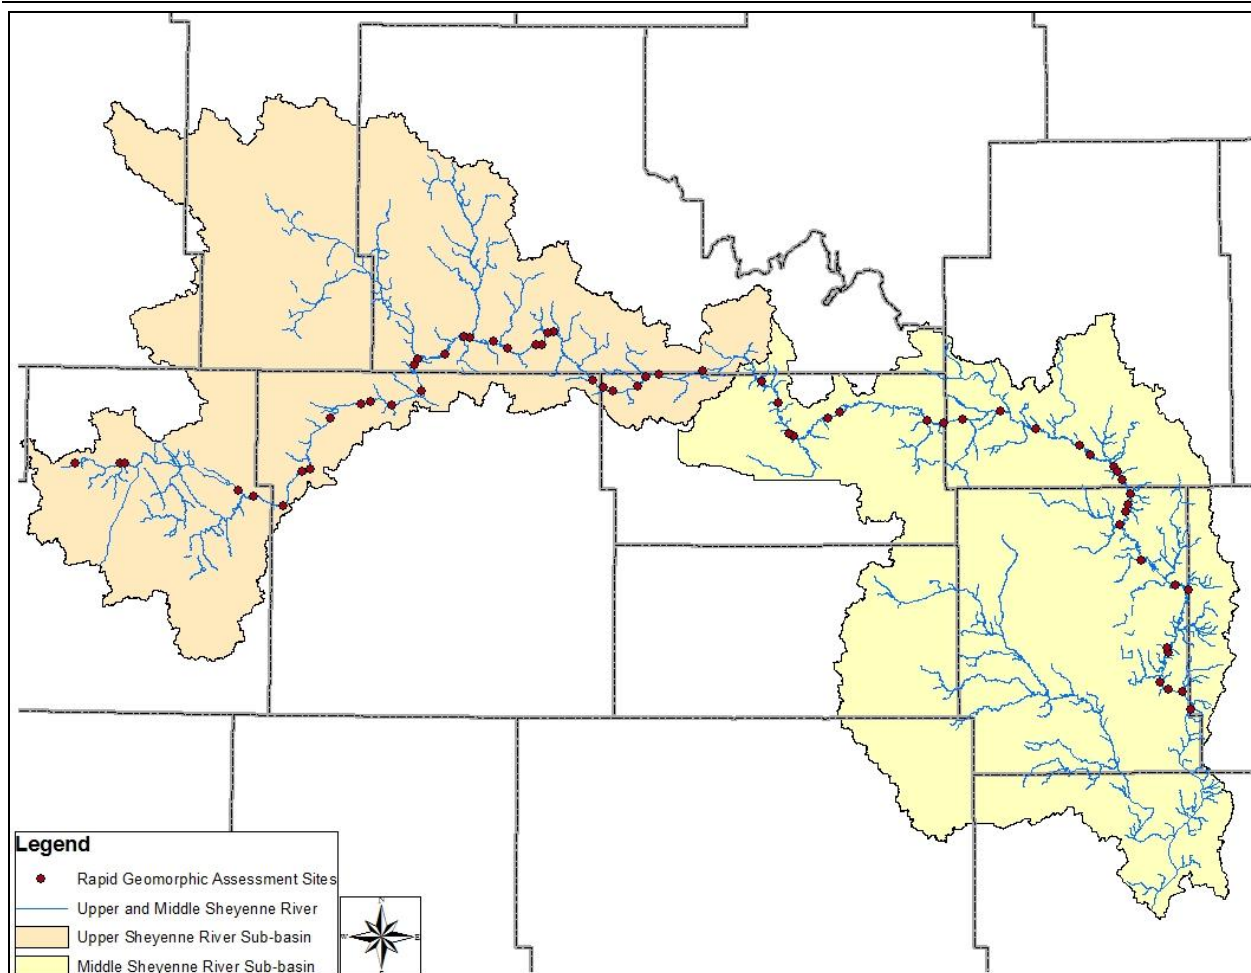 Legend
Rapid Geomorphic Assessment Sites
Upper and Middle Sheyenne River
Upper Sheyenne River Sub-basin
Middle Sheyenne River Sub-basin
N
W
E